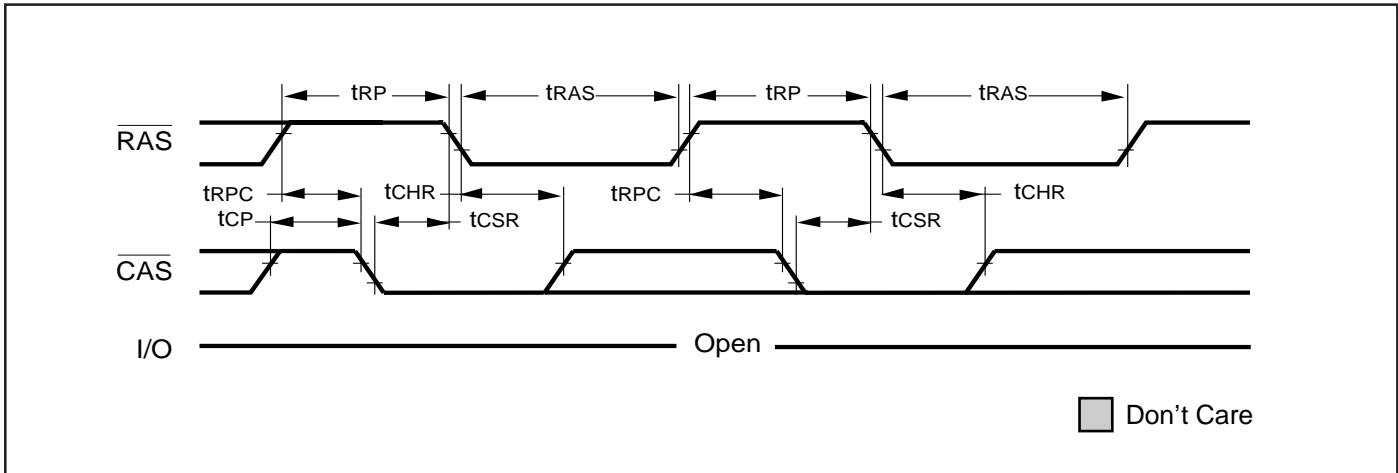 tRP tRAS tRP tRAS
RAS
tRPC tCHR tRPC tCHR
tCP tCSR tCSR
CAS
I/O Open
Don't Care